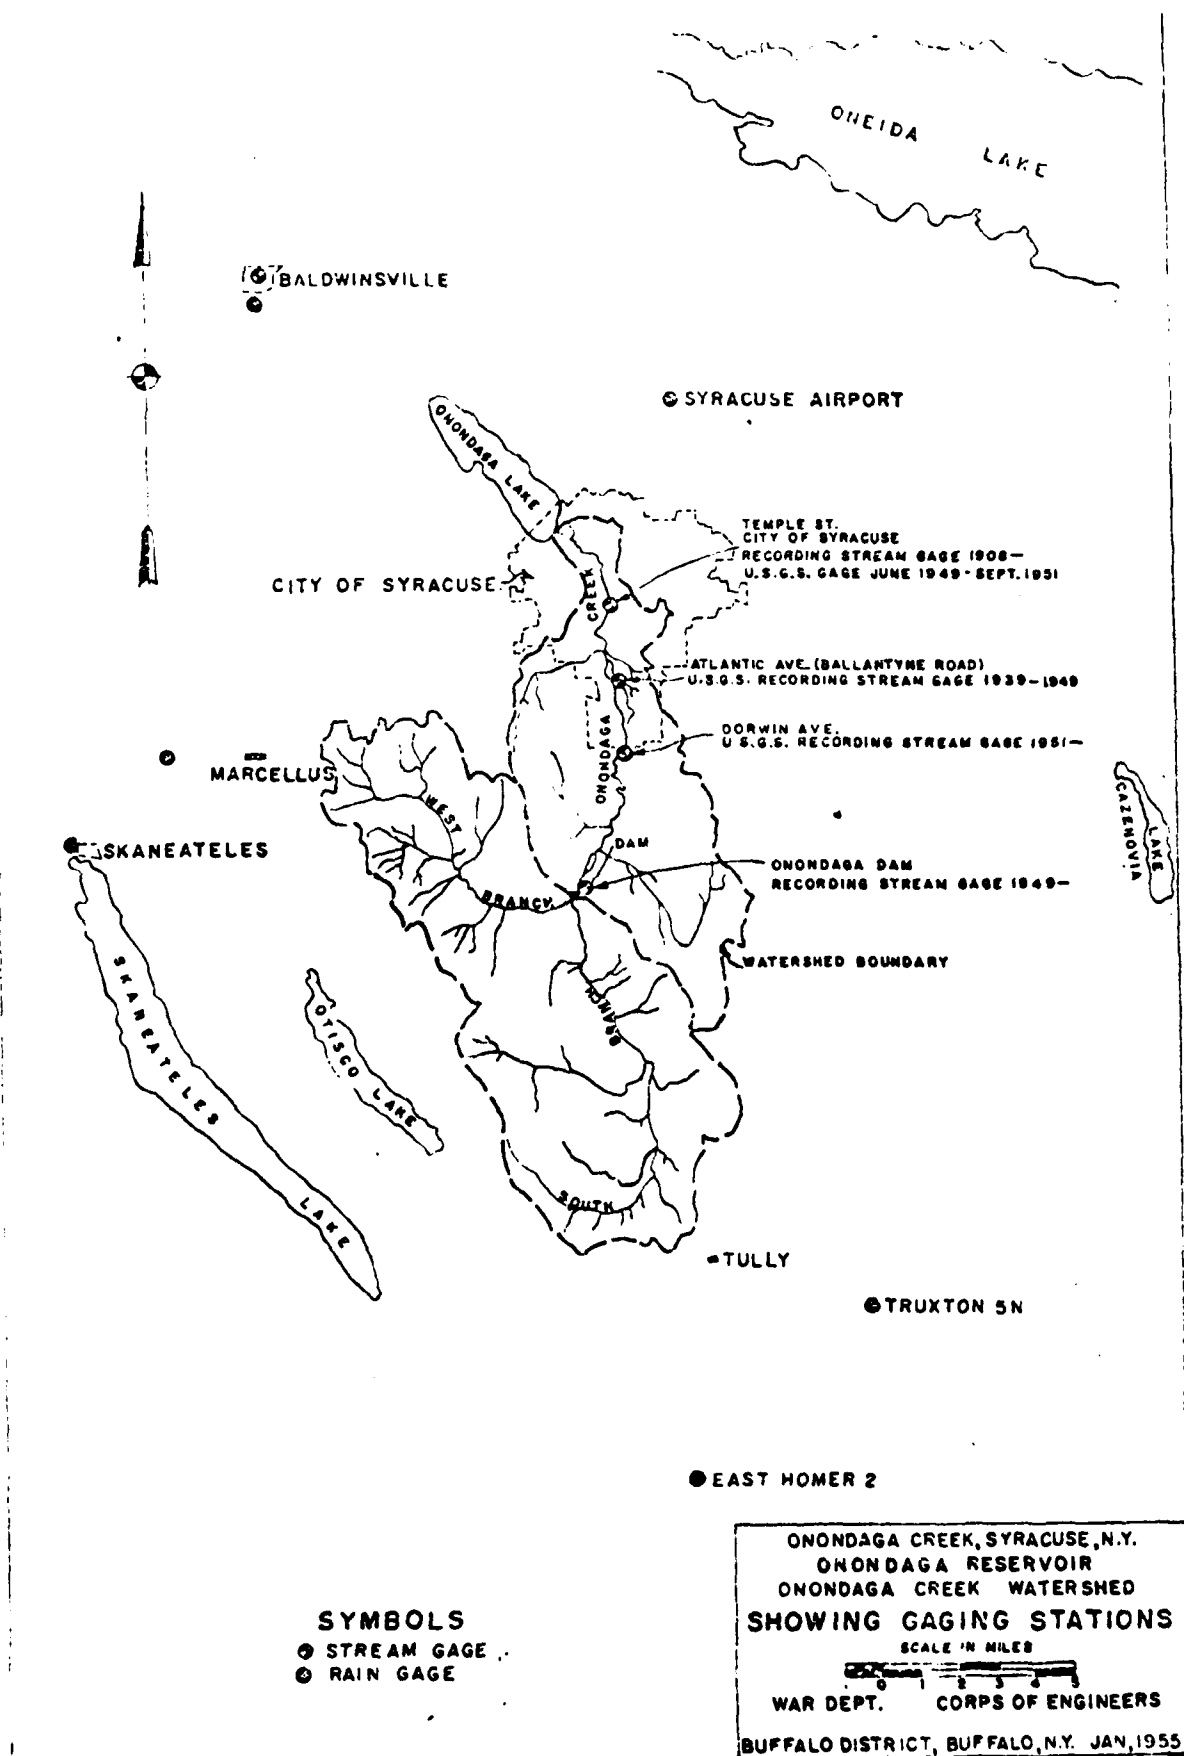 ONEIDA LAKE
BALDWINSVILLE
SYRACUSE AIRPORT
ONONDAGA LAKE
TEMPLE ST.
CITY OF SYRACUSE
RECORDING STREAM GAGE 1908-
U.S.G.S. GAGE JUNE 1949-SEPT. 1951
CITY OF SYRACUSE
CREEK
ATLANTIC AVE. (BALLANTYNE ROAD)
U.S.G.S. RECORDING STREAM GAGE 1939-1949
ONONDAGA
DORWIN AVE.
U.S.G.S. RECORDING STREAM GAGE 1951-
MARCELLUS
WEST
BRANCH
CAZENOVIA LAKE
SKANEATELES
DAM
ONONDAGA DAM
RECORDING STREAM GAGE 1949-
WATERSHED BOUNDARY
SKANEATELES LAKE
OTISCO LAKE
BRANCH
SOUTH
TULLY
TRUXTON 5N
EAST HOMER 2
SYMBOLS
STREAM GAGE
RAIN GAGE
ONONDAGA CREEK, SYRACUSE, N.Y.
ONONDAGA RESERVOIR
ONONDAGA CREEK WATERSHED
SHOWING GAGING STATIONS
SCALE IN MILES
0 1 2 3 4 5
WAR DEPT. CORPS OF ENGINEERS
BUFFALO DISTRICT, BUFFALO, N.Y. JAN, 1955